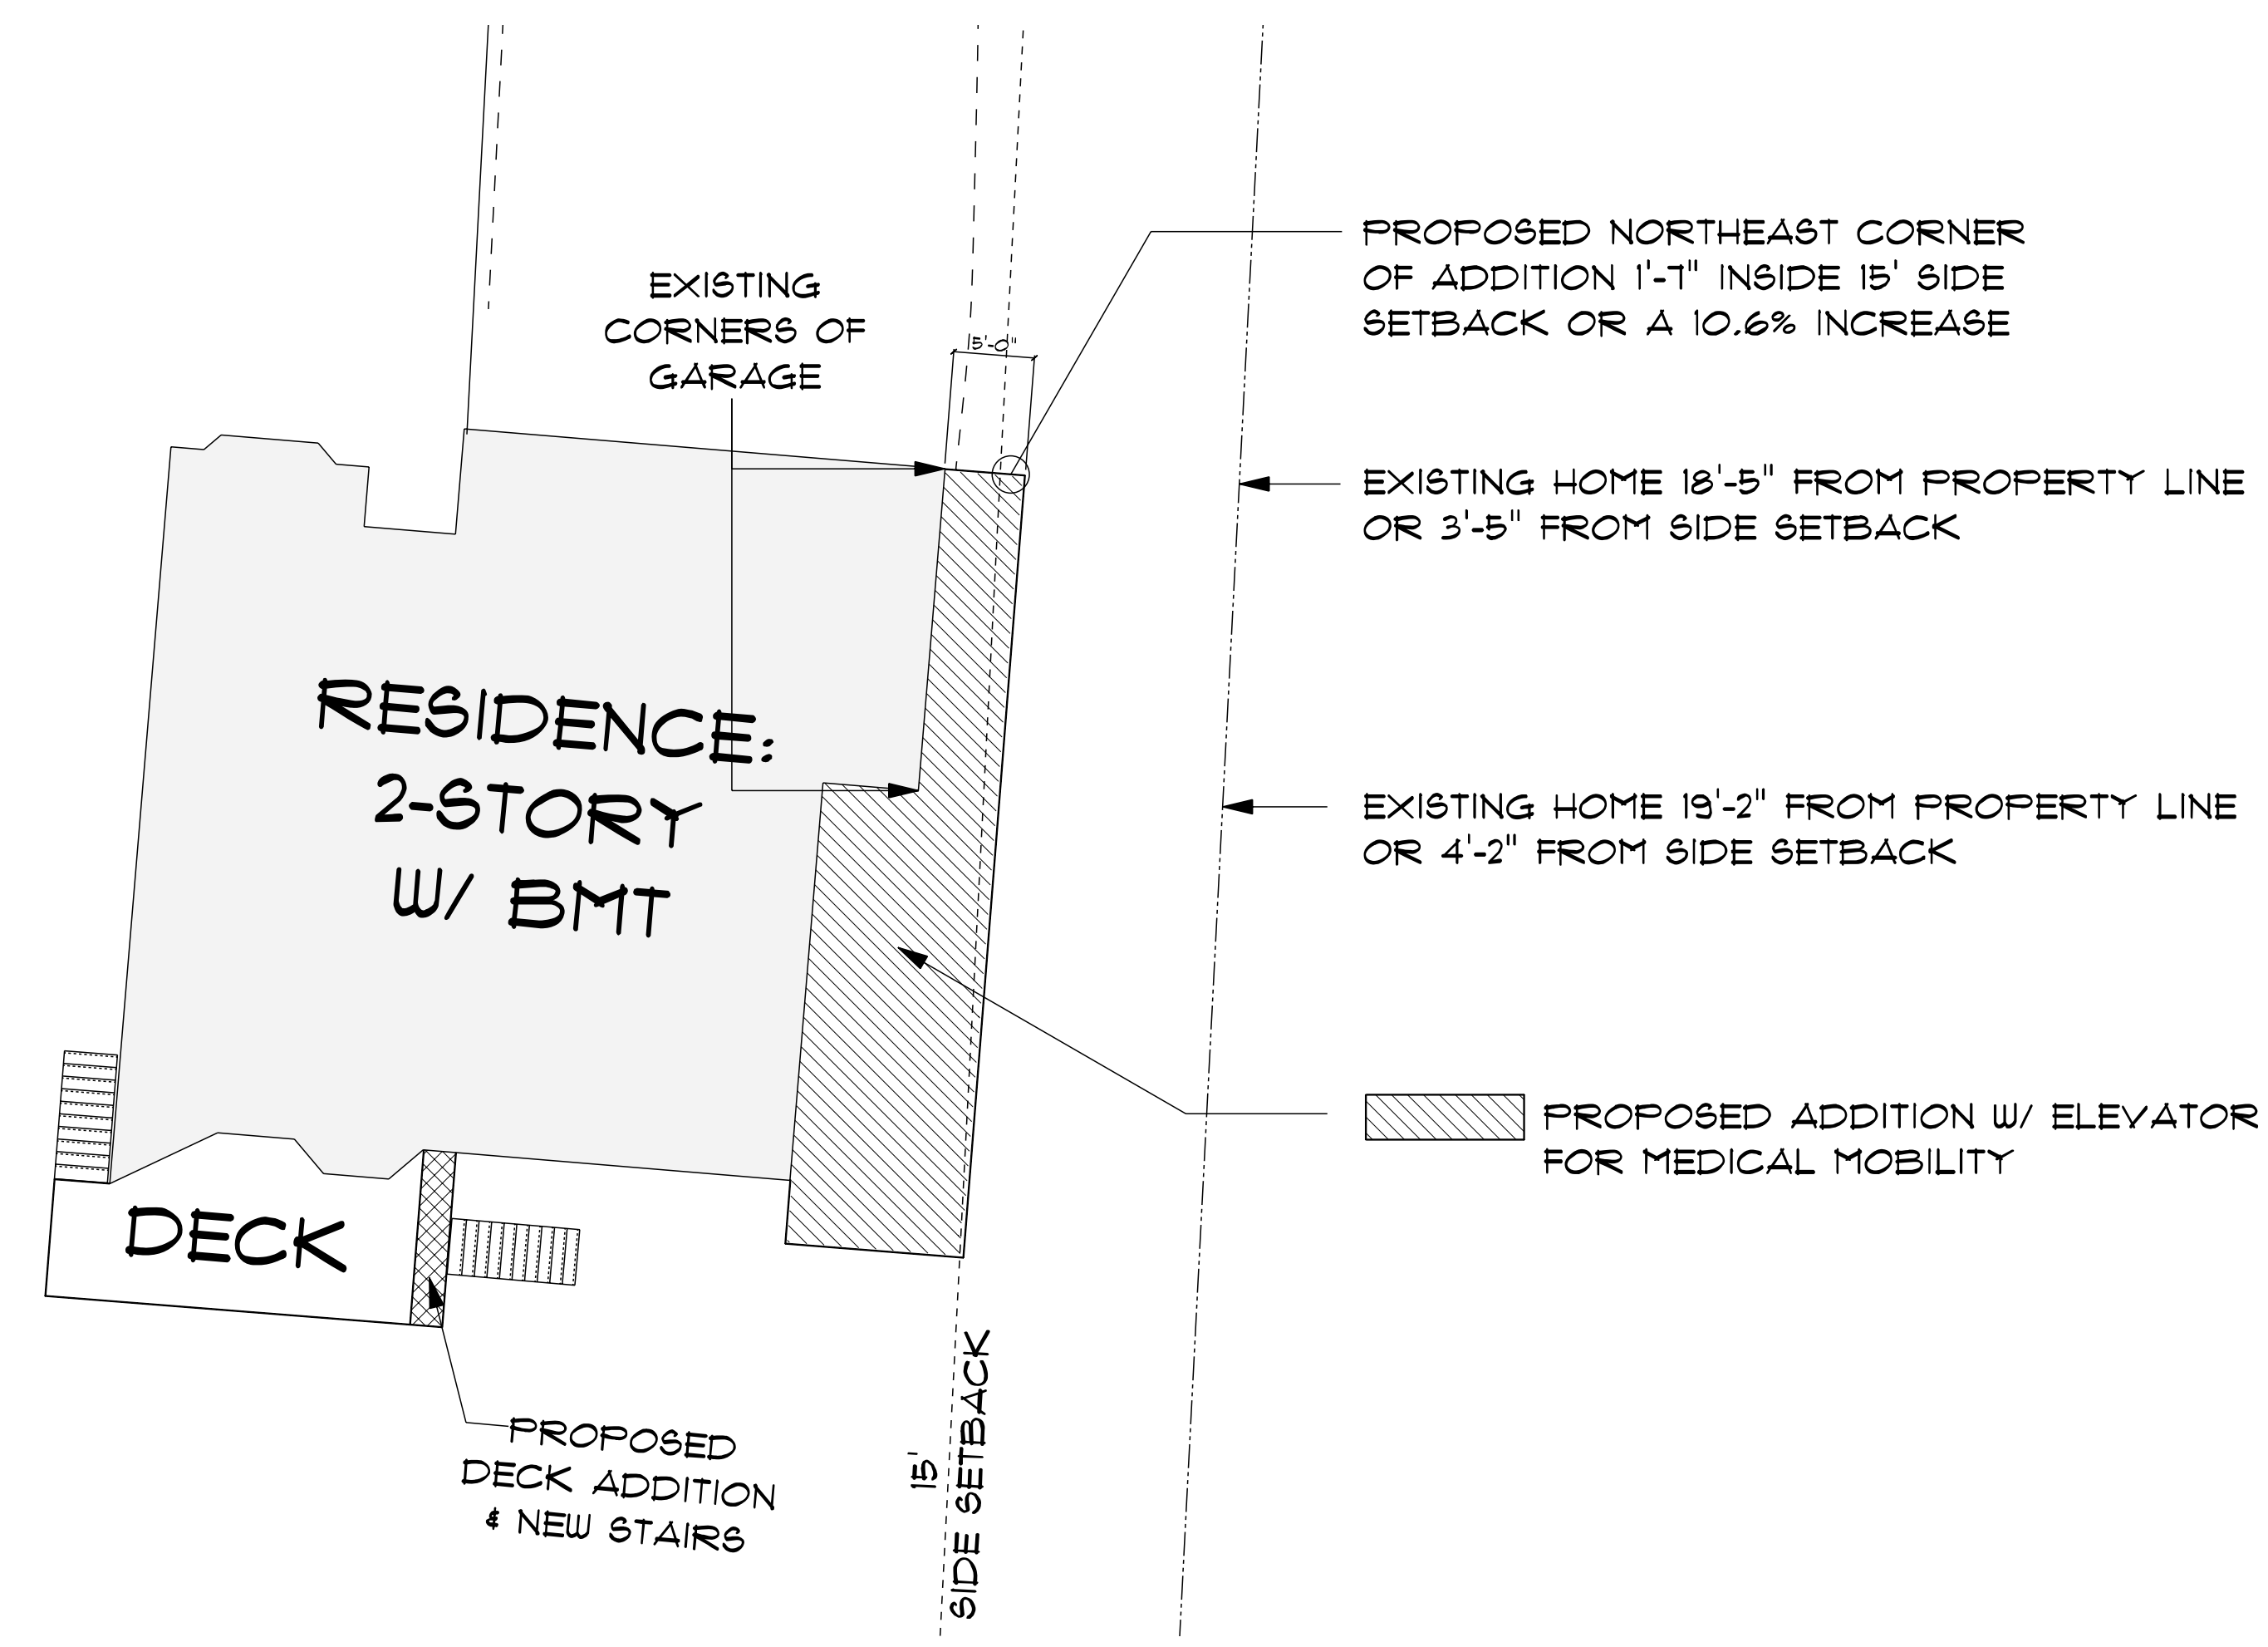 EXISTING
CORNERS OF
GARAGE
5'-0"
PROPOSED NORTHEAST CORNER
OF ADDITION 1'-7" INSIDE 15' SIDE
SETBACK OR A 10.6% INCREASE
EXISTING HOME 18'-5" FROM PROPERTY LINE
OR 3'-5" FROM SIDE SETBACK
RESIDENCE:
2-STORY
W/ BMT
EXISTING HOME 19'-2" FROM PROPERTY LINE
OR 4'-2" FROM SIDE SETBACK
PROPOSED ADDITION W/ ELEVATOR
FOR MEDICAL MOBILITY
DECK
PROPOSED
DECK ADDITION
& NEW STAIRS
15'
SIDE SETBACK